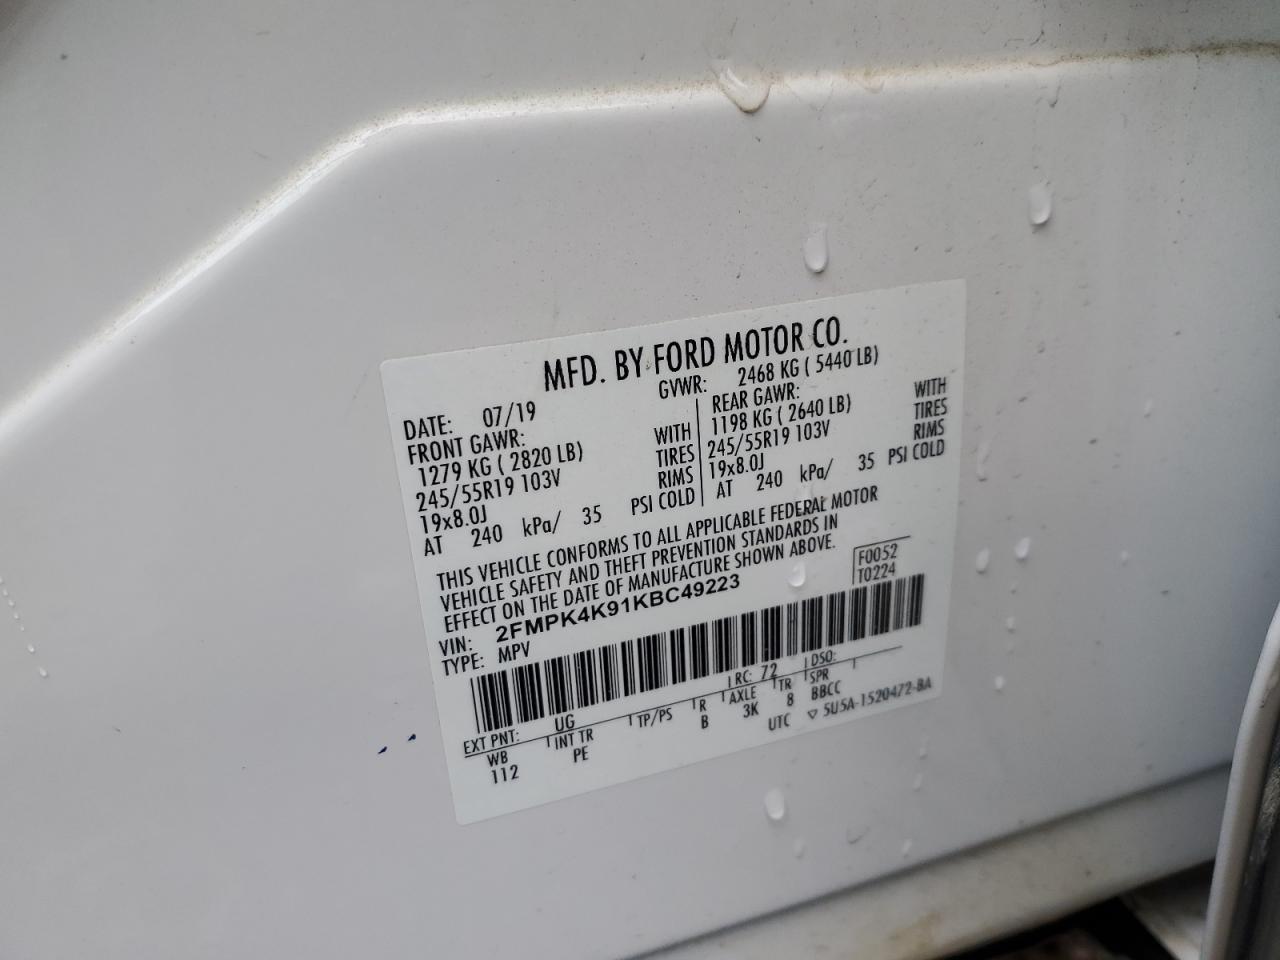 MFD. BY FORD MOTOR CO.
DATE: 07/19 GVWR: 2468 KG ( 5440 LB)
FRONT GAWR: REAR GAWR:
1279 KG ( 2820 LB) WITH 1198 KG ( 2640 LB) WITH
245/55R19 103V TIRES 245/55R19 103V TIRES
19x8.0J RIMS 19x8.0J RIMS
AT 240 kPa/ 35 PSI COLD AT 240 kPa/ 35 PSI COLD
THIS VEHICLE CONFORMS TO ALL APPLICABLE FEDERAL MOTOR
VEHICLE SAFETY AND THEFT PREVENTION STANDARDS IN
EFFECT ON THE DATE OF MANUFACTURE SHOWN ABOVE.
F0052
VIN: 2FMPK4K91KBC49223 T0224
TYPE: MPV
EXT PNT: UG RC: 72 DSO:
WB INT TR TP/PS R AXLE TR SPR
112 PE B 3K 8 BBCC
UTC ▽ 5U5A-1520472-BA